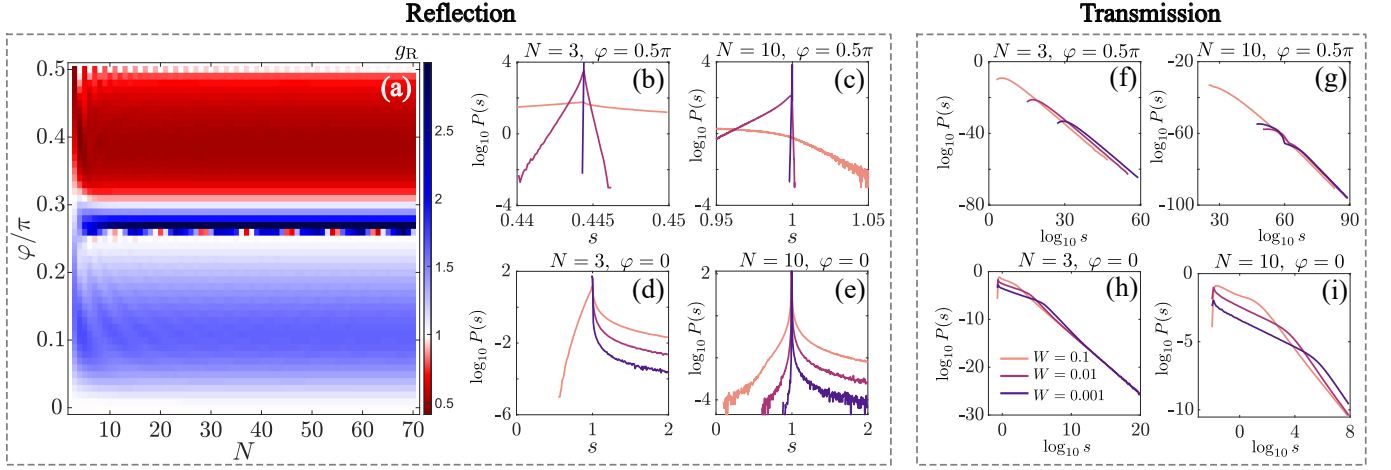 Reflection
Transmission
g_R
(a)
0.5
0.4
0.3
0.2
0.1
0
φ/π
10 20 30 40 50 60 70
N
2.5
2
1.5
1
0.5
N = 3, φ = 0.5π
(b)
4
0
-4
log₁₀ P(s)
0.44 0.445 0.45
s
N = 10, φ = 0.5π
(c)
4
0
-4
log₁₀ P(s)
0.95 1 1.05
s
N = 3, φ = 0
(d)
2
-2
-6
log₁₀ P(s)
0 1 2
s
N = 10, φ = 0
(e)
2
-4
log₁₀ P(s)
0 1 2
s
N = 3, φ = 0.5π
(f)
0
-40
-80
log₁₀ P(s)
0 30 60
log₁₀ s
N = 10, φ = 0.5π
(g)
-20
-60
-100
log₁₀ P(s)
30 60 90
log₁₀ s
N = 3, φ = 0
(h)
0
-10
-20
-30
log₁₀ P(s)
W = 0.1
W = 0.01
W = 0.001
0 10 20
log₁₀ s
N = 10, φ = 0
(i)
0
-5
-10
log₁₀ P(s)
0 4 8
log₁₀ s